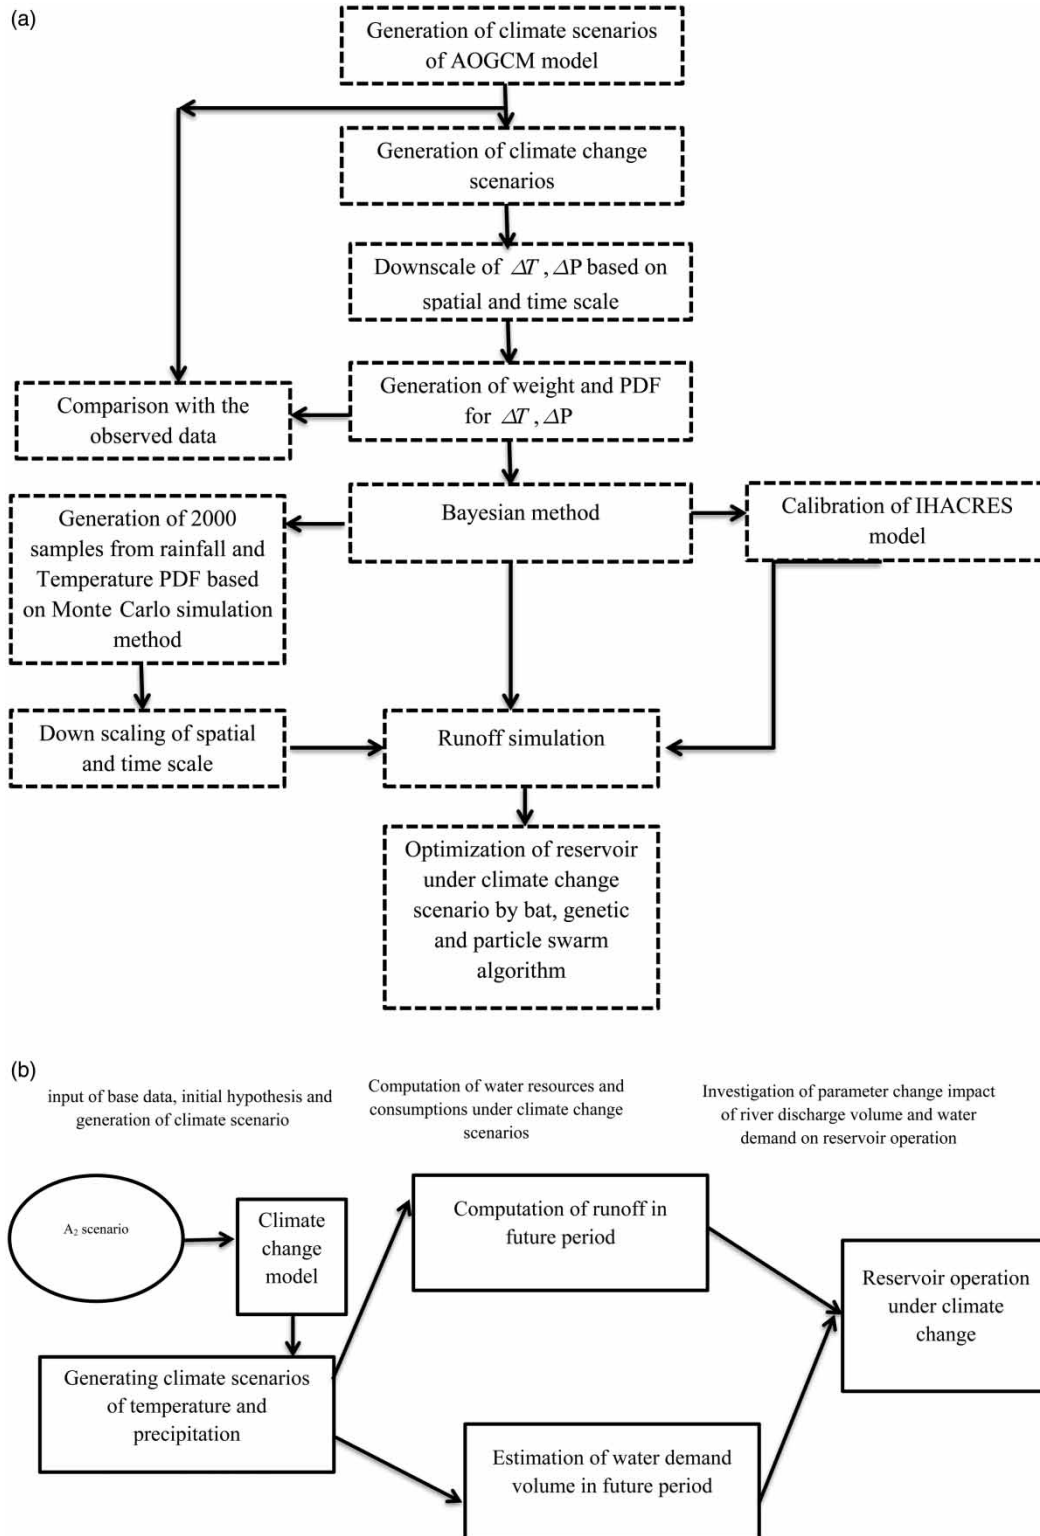 (a)
Generation of climate scenarios
of AOGCM model
Generation of climate change
scenarios
Downscale of ΔT , ΔP based on
spatial and time scale
Generation of weight and PDF
for ΔT , ΔP
Comparison with the
observed data
Bayesian method
Calibration of IHACRES
model
Generation of 2000
samples from rainfall and
Temperature PDF based
on Monte Carlo simulation
method
Down scaling of spatial
and time scale
Runoff simulation
Optimization of reservoir
under climate change
scenario by bat, genetic
and particle swarm
algorithm
(b)
input of base data, initial hypothesis and
generation of climate scenario
Computation of water resources and
consumptions under climate change
scenarios
Investigation of parameter change impact
of river discharge volume and water
demand on reservoir operation
A₂ scenario
Climate
change
model
Computation of runoff in
future period
Reservoir operation
under climate
change
Generating climate scenarios
of temperature and
precipitation
Estimation of water demand
volume in future period